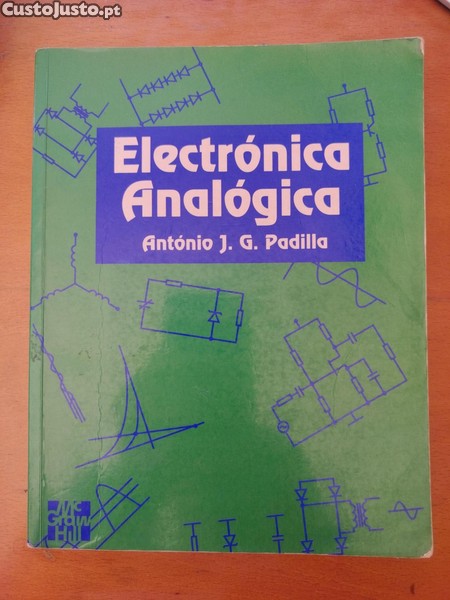 CustoJusto.pt
Electrónica
Analógica
António J. G. Padilla
Mc
Graw
Hill